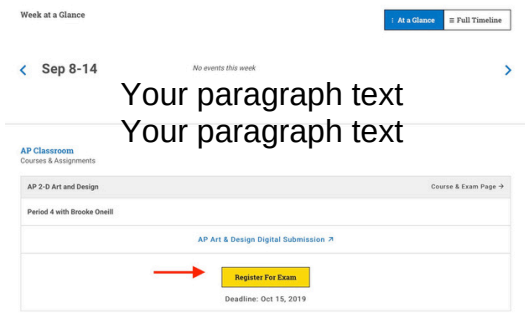 Week at a Glance
At a Glance
Full Timeline
Sep 8-14
No events this week
Your paragraph text
Your paragraph text
AP Classroom
Courses & Assignments
AP 2-D Art and Design
Course & Exam Page
Period 4 with Brooke Oneill
AP Art & Design Digital Submission
Register For Exam
Deadline: Oct 15, 2019